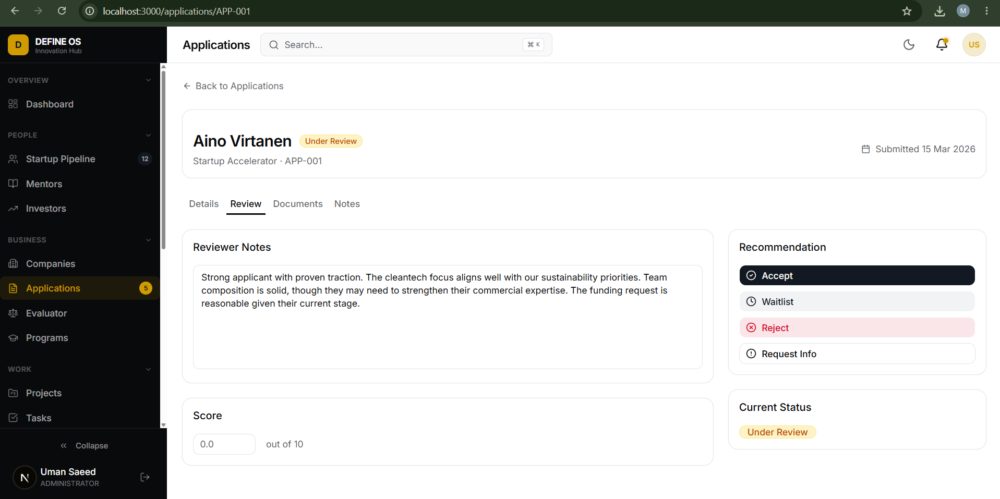 localhost:3000/applications/APP-001
M
D
DEFINE OS
Innovation Hub
Applications
Search...
⌘ K
US
OVERVIEW
Dashboard
PEOPLE
Startup Pipeline 12
Mentors
Investors
BUSINESS
Companies
Applications 5
Evaluator
Programs
WORK
Projects
Tasks
Collapse
N
Uman Saeed
ADMINISTRATOR
Back to Applications
Aino Virtanen Under Review
Startup Accelerator · APP-001
Submitted 15 Mar 2026
Details Review Documents Notes
Reviewer Notes
Strong applicant with proven traction. The cleantech focus aligns well with our sustainability priorities. Team
composition is solid, though they may need to strengthen their commercial expertise. The funding request is
reasonable given their current stage.
Score
0.0 out of 10
Recommendation
Accept
Waitlist
Reject
Request Info
Current Status
Under Review